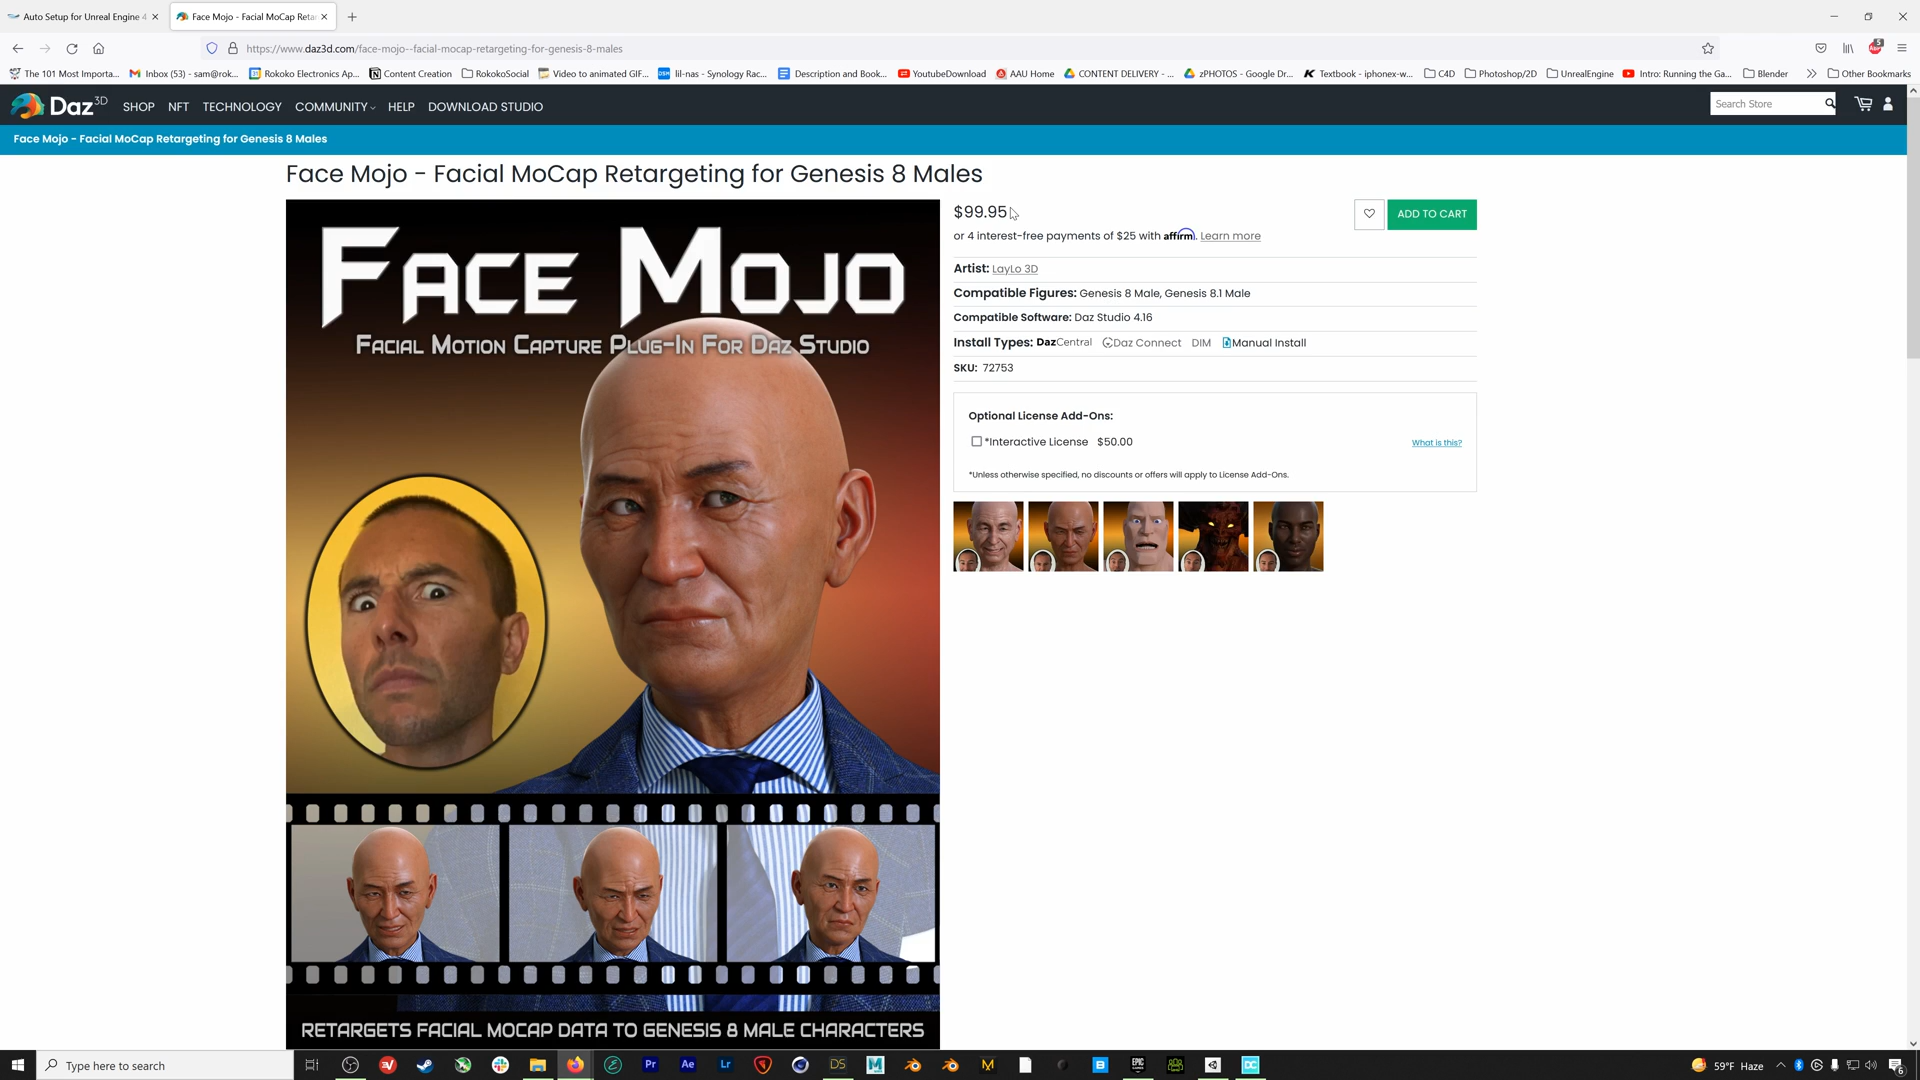 Auto Setup for Unreal Engine 4
Face Mojo - Facial MoCap Retar
https://www.daz3d.com/face-mojo--facial-mocap-retargeting-for-genesis-8-males
5
The 101 Most Importa...
Inbox (53) - sam@rok...
Rokoko Electronics Ap...
Content Creation
RokokoSocial
Video to animated GIF...
lil-nas - Synology Rac...
Description and Book...
YoutubeDownload
AAU Home
CONTENT DELIVERY - ...
zPHOTOS - Google Dr...
Textbook - iphonex-w...
C4D
Photoshop/2D
UnrealEngine
Intro: Running the Ga...
Blender
Other Bookmarks
Daz 3D
SHOP
NFT
TECHNOLOGY
COMMUNITY
HELP
DOWNLOAD STUDIO
Search Store
Face Mojo - Facial MoCap Retargeting for Genesis 8 Males
Face Mojo - Facial MoCap Retargeting for Genesis 8 Males
FACE MOJO
FACIAL MOTION CAPTURE PLUG-IN FOR DAZ STUDIO
RETARGETS FACIAL MOCAP DATA TO GENESIS 8 MALE CHARACTERS
$99.95
ADD TO CART
or 4 interest-free payments of $25 with affirm. Learn more
Artist: LayLo 3D
Compatible Figures: Genesis 8 Male, Genesis 8.1 Male
Compatible Software: Daz Studio 4.16
Install Types: DazCentral Daz Connect DIM Manual Install
SKU: 72753
Optional License Add-Ons:
*Interactive License $50.00
What is this?
*Unless otherwise specified, no discounts or offers will apply to License Add-Ons.
Type here to search
Pr
Ae
Lr
DS
M
M
B
EPIC GAMES
DC
59°F Haze
6